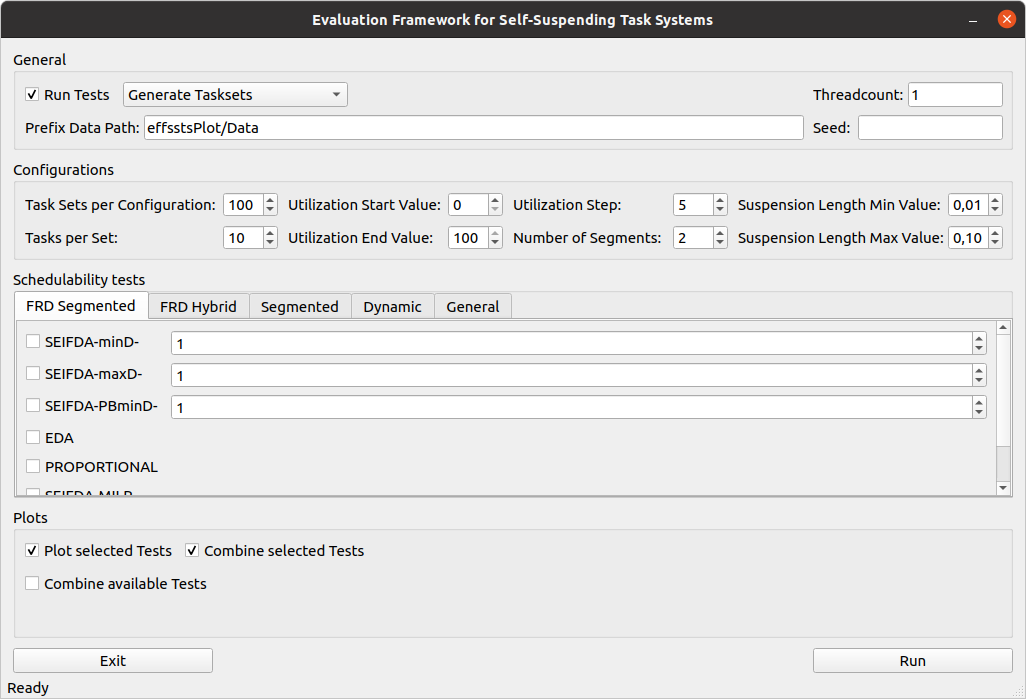 Evaluation Framework for Self-Suspending Task Systems
General
Run Tests Generate Tasksets Threadcount: 1
Prefix Data Path: effsstsPlot/Data Seed:
Configurations
Task Sets per Configuration: 100 Utilization Start Value: 0 Utilization Step: 5 Suspension Length Min Value: 0,01
Tasks per Set: 10 Utilization End Value: 100 Number of Segments: 2 Suspension Length Max Value: 0,10
Schedulability tests
FRD Segmented FRD Hybrid Segmented Dynamic General
SEIFDA-minD- 1
SEIFDA-maxD- 1
SEIFDA-PBminD- 1
EDA
PROPORTIONAL
SEIFDA-MILP
Plots
Plot selected Tests Combine selected Tests
Combine available Tests
Exit Run
Ready